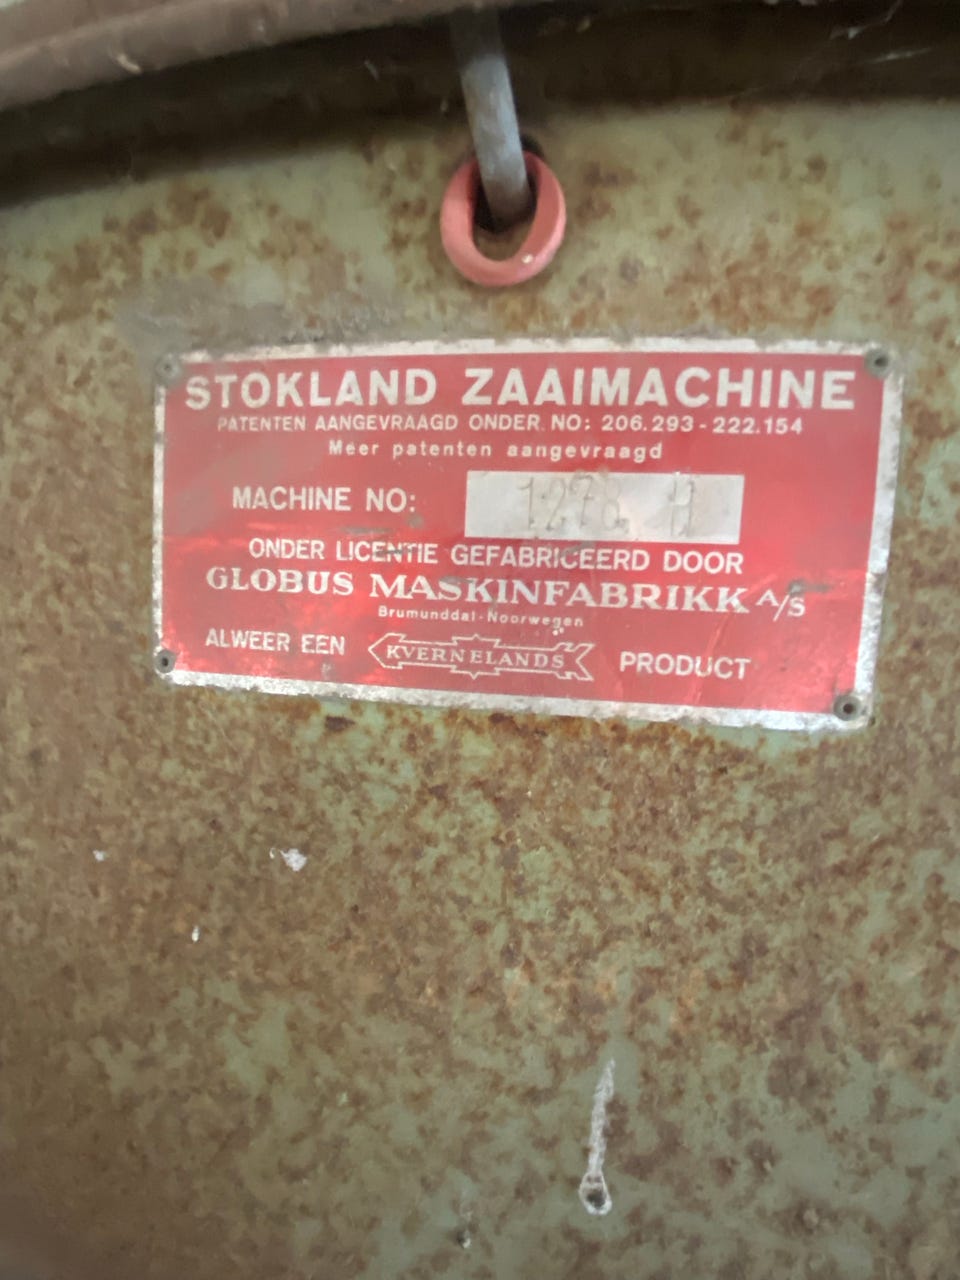 STOKLAND ZAAIMACHINE
PATENTEN AANGEVRAAGD ONDER NO: 206.293-222.154
Meer patenten aangevraagd
MACHINE NO: 1278 H
ONDER LICENTIE GEFABRICEERD DOOR
GLOBUS MASKINFABRIKK A/S
Brumunddal-Noorwegen
ALWEER EEN KVERNELANDS PRODUCT